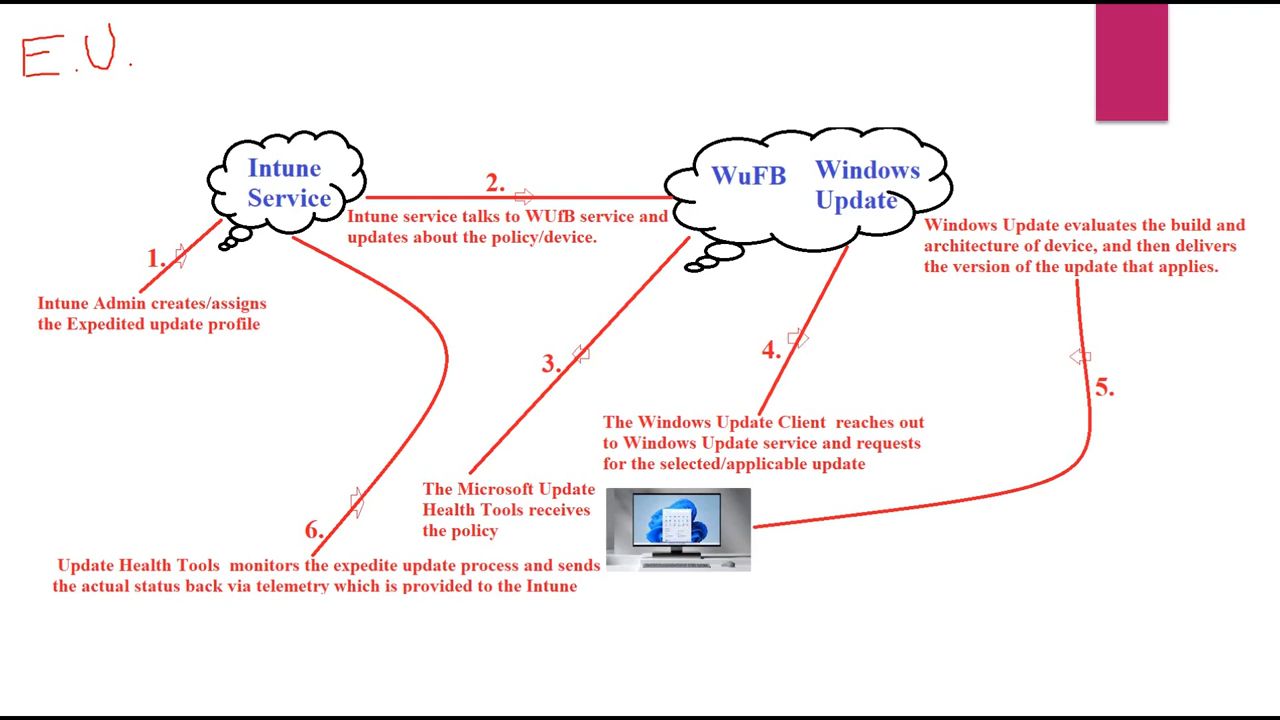 E.U.
Intune
Service
WuFB
Windows
Update
1.
Intune Admin creates/assigns
the Expedited update profile
2.
Intune service talks to WUfB service and
updates about the policy/device.
3.
The Microsoft Update
Health Tools receives
the policy
4.
The Windows Update Client reaches out
to Windows Update service and requests
for the selected/applicable update
Windows Update evaluates the build and
architecture of device, and then delivers
the version of the update that applies.
5.
6.
Update Health Tools monitors the expedite update process and sends
the actual status back via telemetry which is provided to the Intune